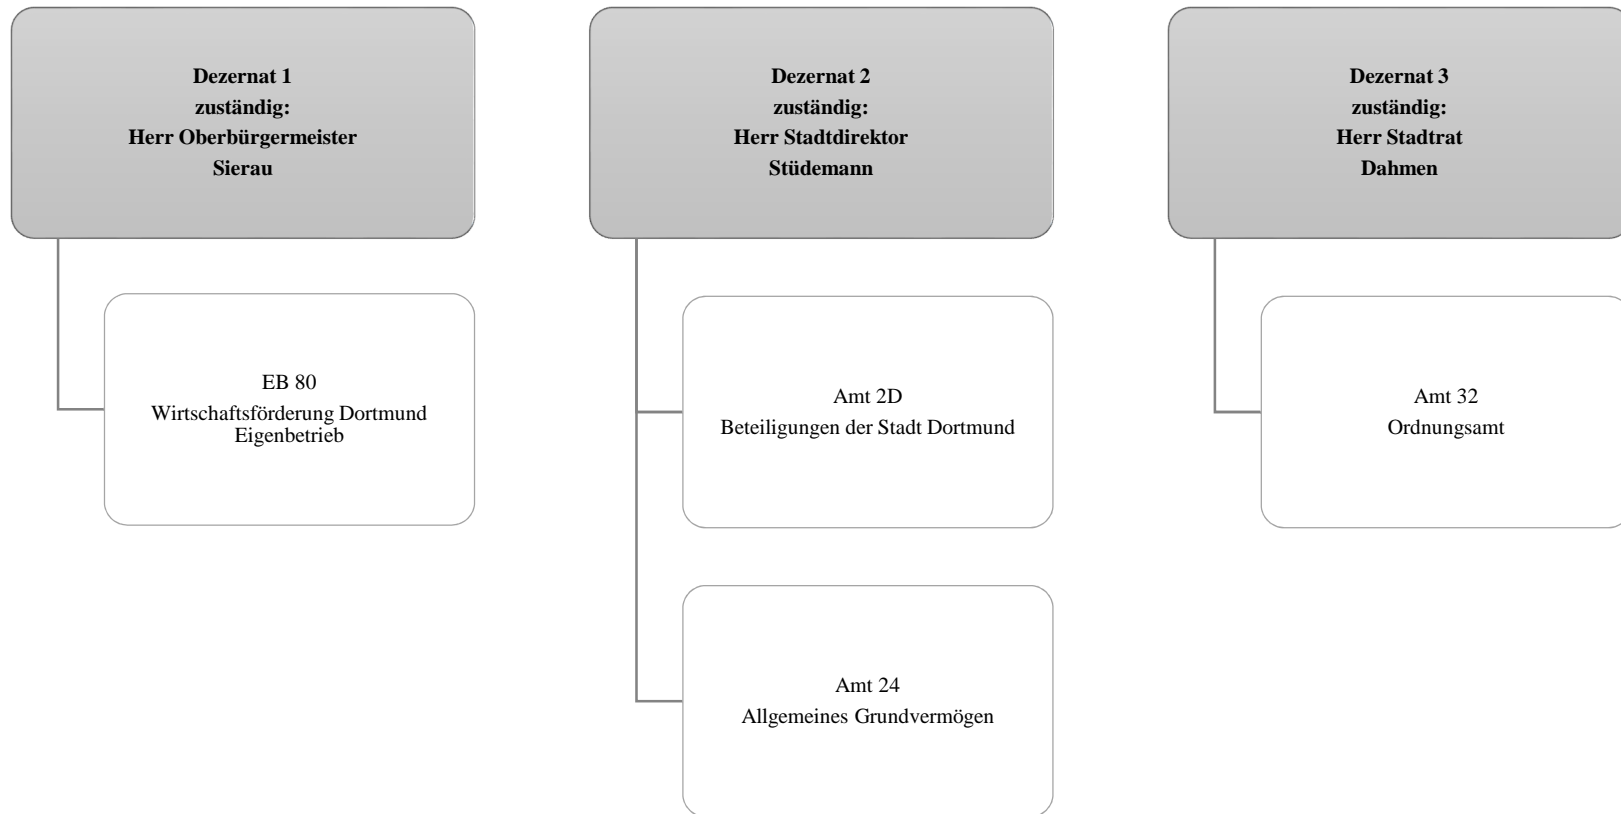 Dezernat 1
zuständig:
Herr Oberbürgermeister
Sierau
EB 80
Wirtschaftsförderung Dortmund
Eigenbetrieb
Dezernat 2
zuständig:
Herr Stadtdirektor
Stüdemann
Amt 2D
Beteiligungen der Stadt Dortmund
Amt 24
Allgemeines Grundvermögen
Dezernat 3
zuständig:
Herr Stadtrat
Dahmen
Amt 32
Ordnungsamt